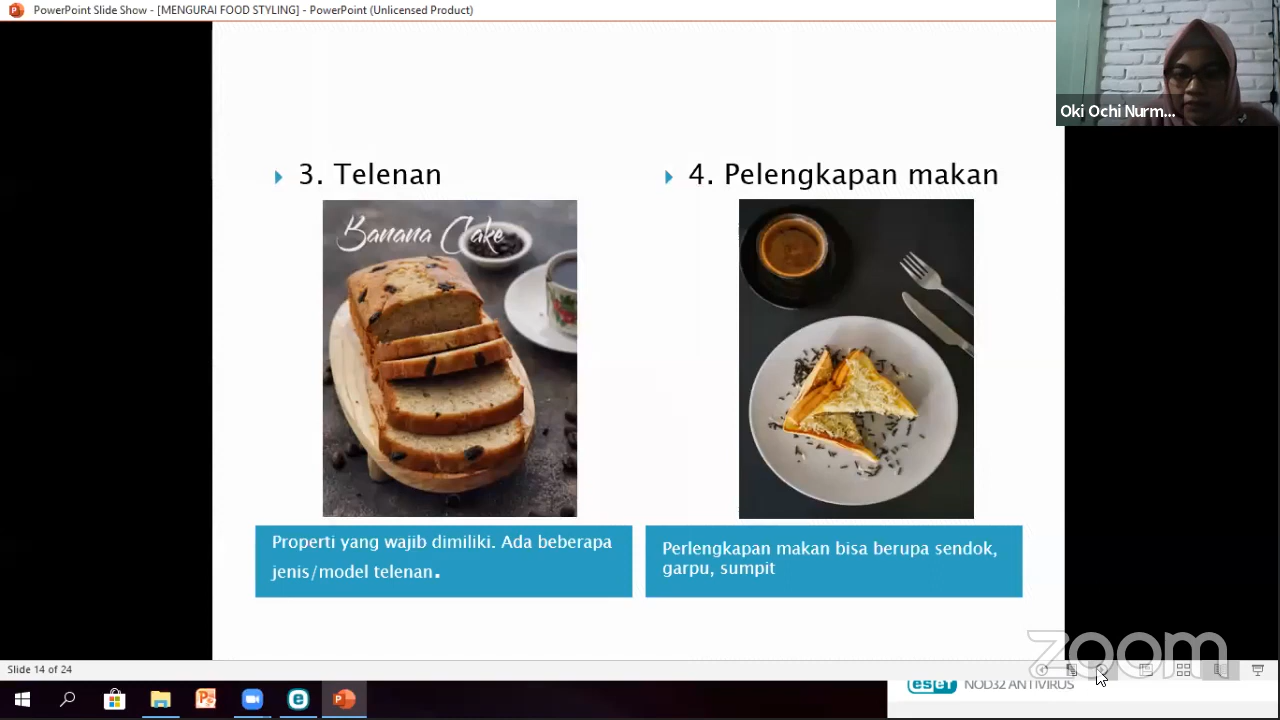 PowerPoint Slide Show - [MENGURAI FOOD STYLING] - PowerPoint (Unlicensed Product)
Oki Ochi Nurm...
3. Telenan
4. Pelengkapan makan
Banana Cake
Properti yang wajib dimiliki. Ada beberapa
jenis/model telenan.
Perlengkapan makan bisa berupa sendok,
garpu, sumpit
zoom
Slide 14 of 24
eset NOD32 ANTIVIRUS